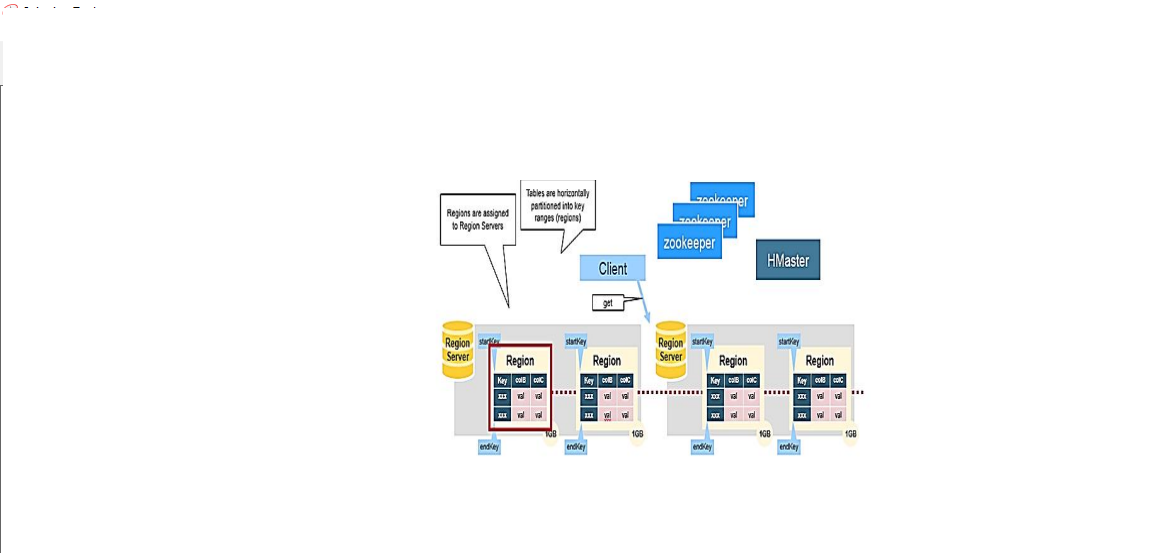 Regions are assigned
to Region Servers
Tables are horizontally
partitioned into key
ranges (regions)
zookeeper
zookeeper
zookeeper
HMaster
Client
get
Region
Server
startKey
Region
Key colB colC
xxx val val
xxx val val
1GB
endKey
startKey
Region
Key colB colC
xxx val val
xxx val val
1GB
endKey
Region
Server
startKey
Region
Key colB colC
xxx val val
xxx val val
1GB
endKey
startKey
Region
Key colB colC
xxx val val
xxx val val
1GB
endKey